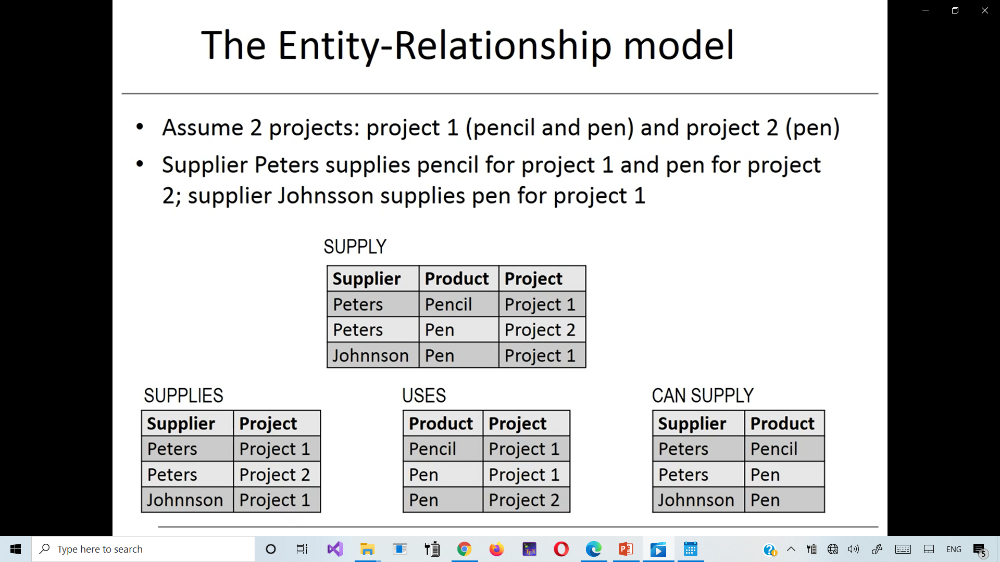 The Entity-Relationship model
• Assume 2 projects: project 1 (pencil and pen) and project 2 (pen)
• Supplier Peters supplies pencil for project 1 and pen for project
2; supplier Johnsson supplies pen for project 1
SUPPLY
Supplier Product Project
Peters Pencil Project 1
Peters Pen Project 2
Johnnson Pen Project 1
SUPPLIES
Supplier Project
Peters Project 1
Peters Project 2
Johnnson Project 1
USES
Product Project
Pencil Project 1
Pen Project 1
Pen Project 2
CAN SUPPLY
Supplier Product
Peters Pencil
Peters Pen
Johnnson Pen
Type here to search
TEX
ENG
5